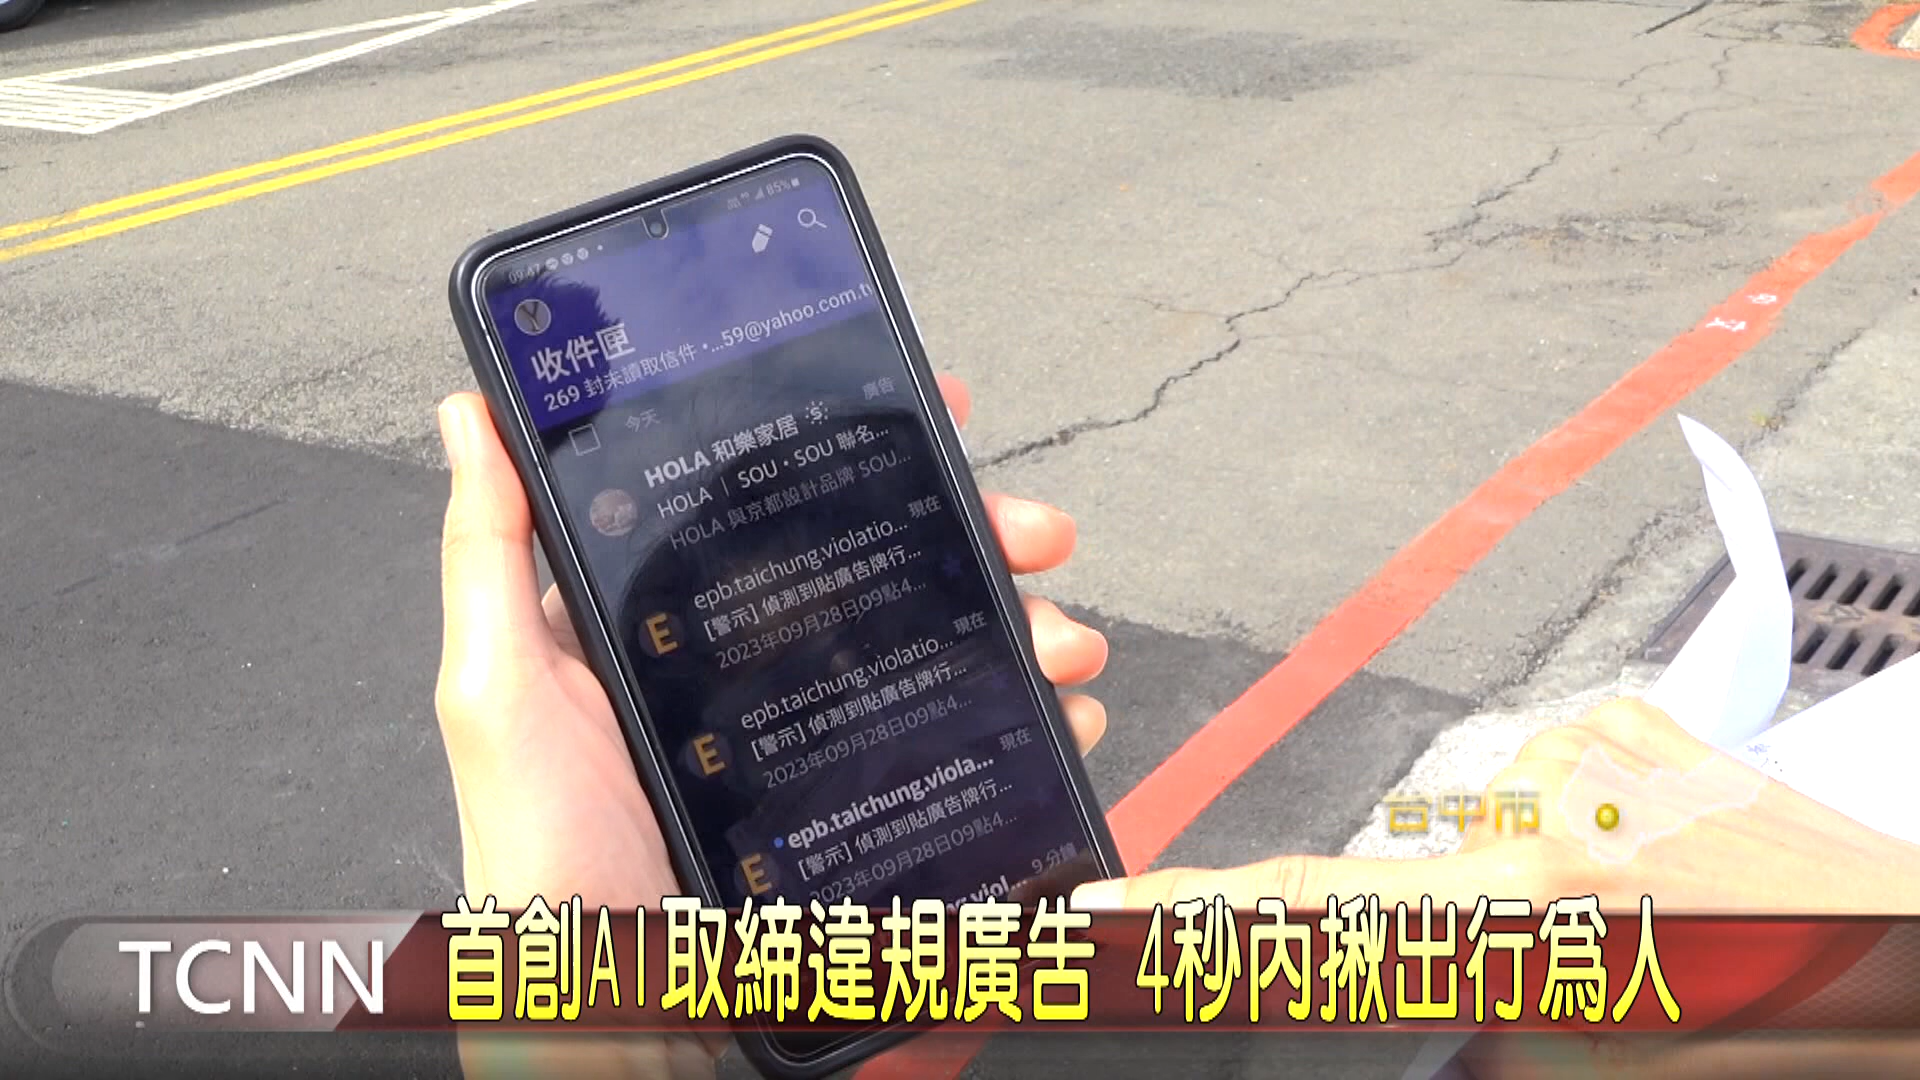 09:47
85%
Y
收件匣
269 封未讀取信件・...59@yahoo.com.tw
今天
廣告
HOLA 和樂家居
HOLA | SOU・SOU 聯名...
HOLA 與京都設計品牌 SOU...
epb.taichung.violatio...
現在
[警示] 偵測到貼廣告牌行...
2023年09月28日09點4...
E
epb.taichung.violatio...
現在
[警示] 偵測到貼廣告牌行...
2023年09月28日09點4...
E
epb.taichung.viola...
現在
[警示] 偵測到貼廣告牌行...
2023年09月28日09點4...
E
9 分鐘
台中市
TCNN
首創AI取締違規廣告 4秒內揪出行為人